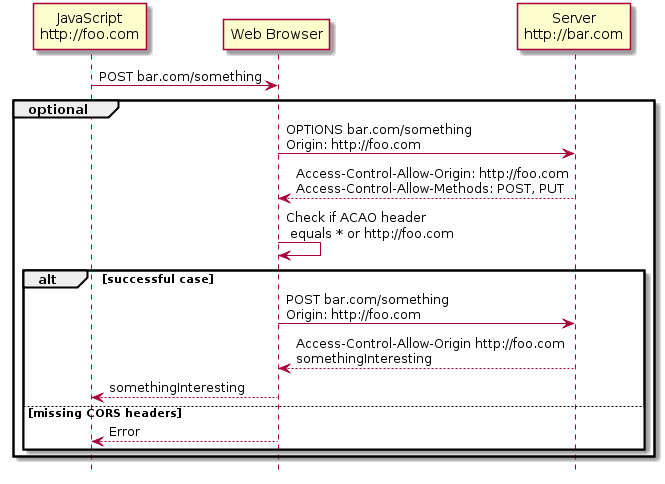 JavaScript
http://foo.com
Web Browser
Server
http://bar.com
POST bar.com/something
optional
OPTIONS bar.com/something
Origin: http://foo.com
Access-Control-Allow-Origin: http://foo.com
Access-Control-Allow-Methods: POST, PUT
Check if ACAO header
equals * or http://foo.com
alt
[successful case]
POST bar.com/something
Origin: http://foo.com
Access-Control-Allow-Origin http://foo.com
somethingInteresting
somethingInteresting
[missing CORS headers]
Error